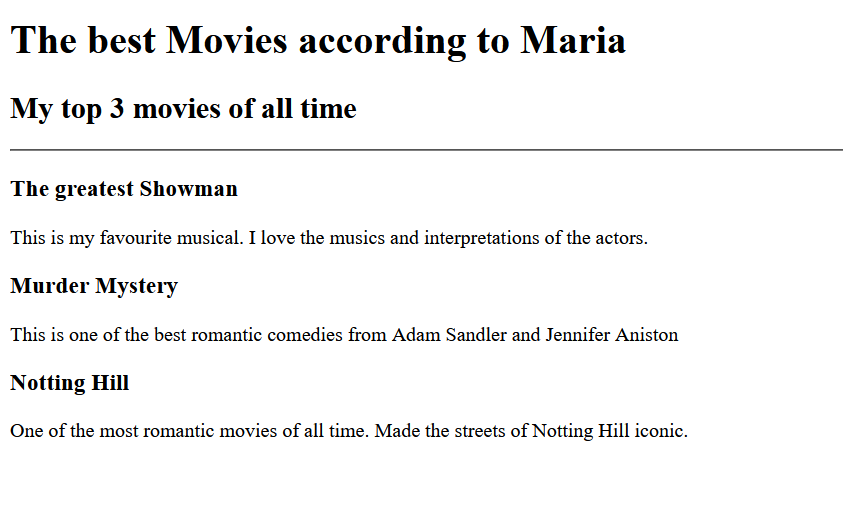 The best Movies according to Maria
My top 3 movies of all time
The greatest Showman
This is my favourite musical. I love the musics and interpretations of the actors.
Murder Mystery
This is one of the best romantic comedies from Adam Sandler and Jennifer Aniston
Notting Hill
One of the most romantic movies of all time. Made the streets of Notting Hill iconic.